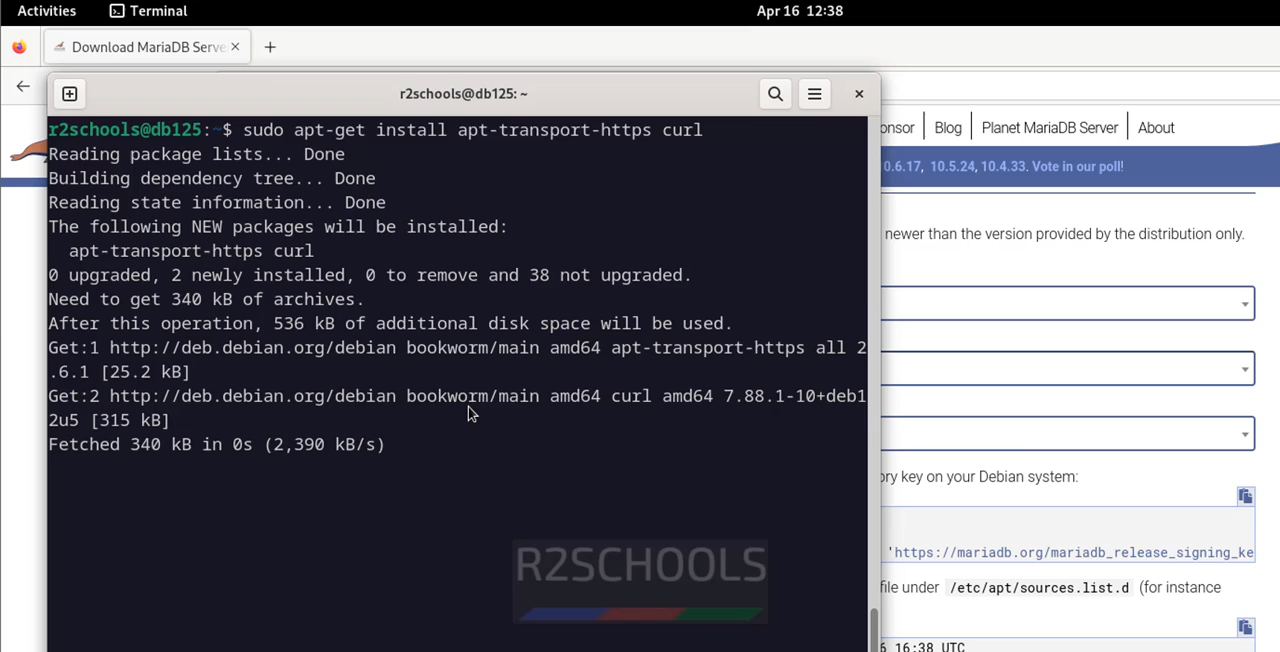 Activities
Terminal
Apr 16 12:38
Download MariaDB Serve
r2schools@db125: ~
r2schools@db125:~$ sudo apt-get install apt-transport-https curl
Reading package lists... Done
Building dependency tree... Done
Reading state information... Done
The following NEW packages will be installed:
apt-transport-https curl
0 upgraded, 2 newly installed, 0 to remove and 38 not upgraded.
Need to get 340 kB of archives.
After this operation, 536 kB of additional disk space will be used.
Get:1 http://deb.debian.org/debian bookworm/main amd64 apt-transport-https all 2
.6.1 [25.2 kB]
Get:2 http://deb.debian.org/debian bookworm/main amd64 curl amd64 7.88.1-10+deb1
2u5 [315 kB]
Fetched 340 kB in 0s (2,390 kB/s)
R2SCHOOLS
onsor
Blog
Planet MariaDB Server
About
0.6.17, 10.5.24, 10.4.33. Vote in our poll!
newer than the version provided by the distribution only.
ory key on your Debian system:
'https://mariadb.org/mariadb_release_signing_ke
file under /etc/apt/sources.list.d (for instance
6 16:38 UTC